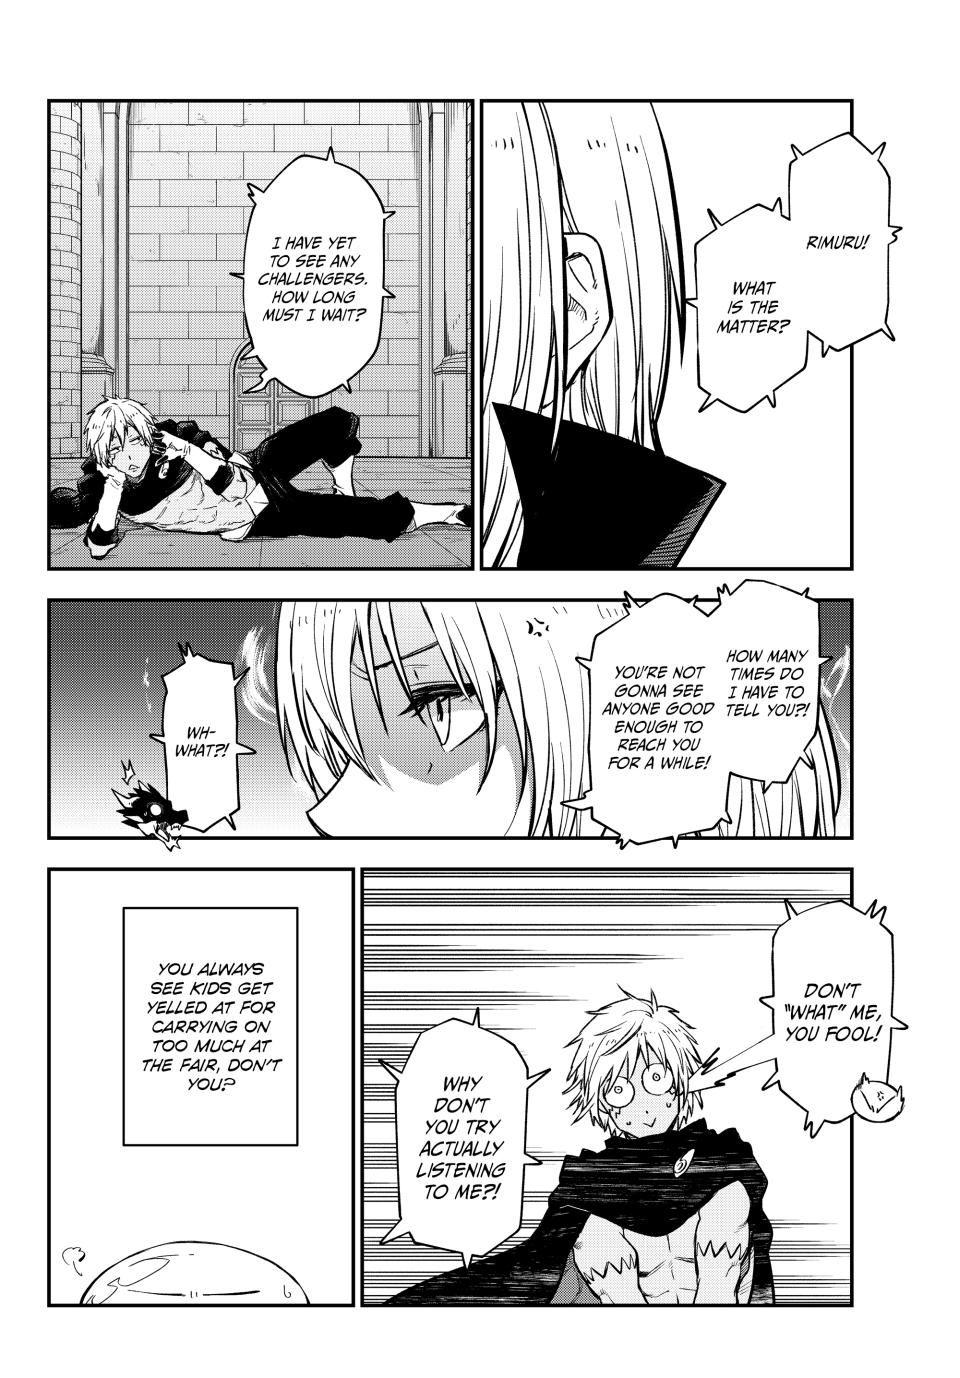 RIMURU!
WHAT
IS THE
MATTER?
I HAVE YET
TO SEE ANY
CHALLENGERS.
HOW LONG
MUST I WAIT?
HOW MANY
TIMES DO
I HAVE TO
TELL YOU?!
YOU'RE NOT
GONNA SEE
ANYONE GOOD
ENOUGH TO
REACH YOU
FOR A WHILE!
WH-
WHAT?!
DON'T
"WHAT" ME,
YOU FOOL!
WHY
DON'T
YOU TRY
ACTUALLY
LISTENING
TO ME?!
YOU ALWAYS
SEE KIDS GET
YELLED AT FOR
CARRYING ON
TOO MUCH AT
THE FAIR, DON'T
YOU?